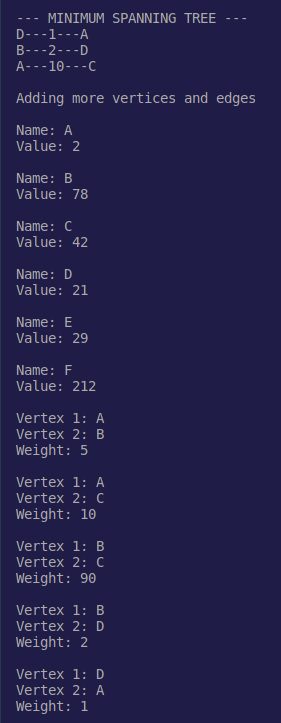 --- MINIMUM SPANNING TREE ---
D---1---A
B---2---D
A---10---C
Adding more vertices and edges
Name: A
Value: 2
Name: B
Value: 78
Name: C
Value: 42
Name: D
Value: 21
Name: E
Value: 29
Name: F
Value: 212
Vertex 1: A
Vertex 2: B
Weight: 5
Vertex 1: A
Vertex 2: C
Weight: 10
Vertex 1: B
Vertex 2: C
Weight: 90
Vertex 1: B
Vertex 2: D
Weight: 2
Vertex 1: D
Vertex 2: A
Weight: 1